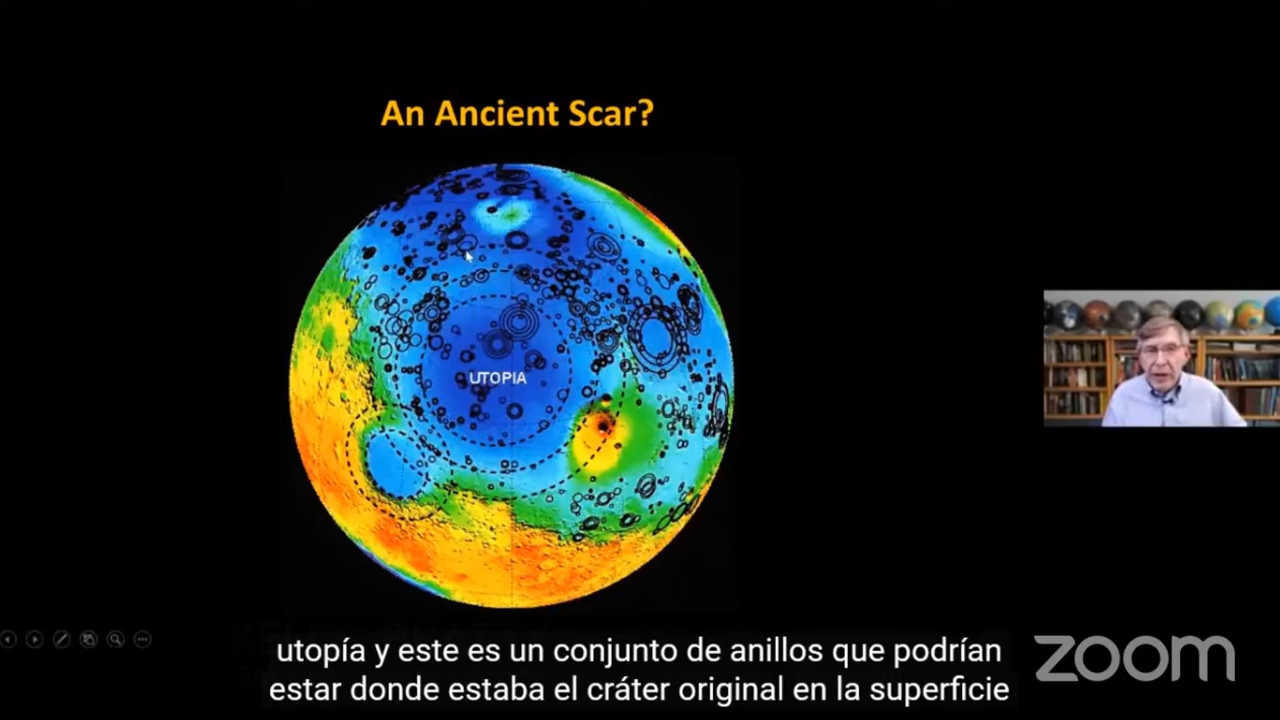 An Ancient Scar?
UTOPIA
utopía y este es un conjunto de anillos que podrían
estar donde estaba el cráter original en la superficie
zoom